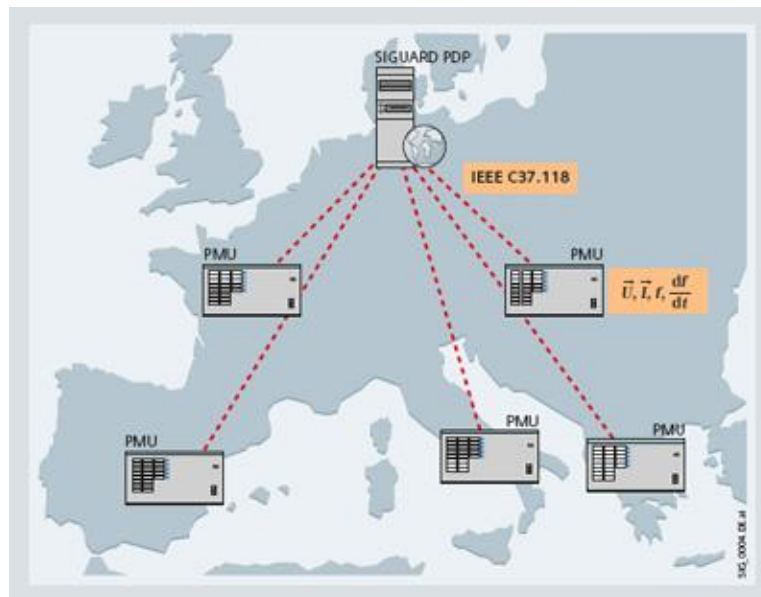 SIGUARD PDP
IEEE C37.118
PMU
PMU
U⃗, I⃗, f, df/dt
PMU
PMU
PMU
SIG_0004.DE.ai